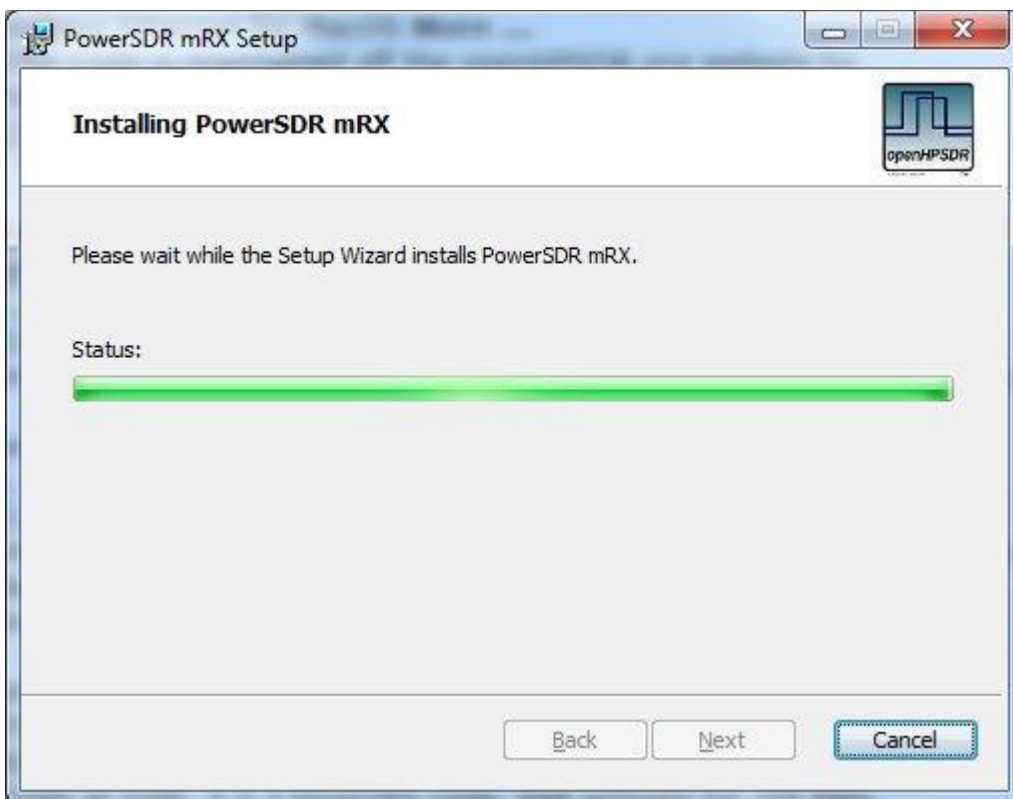 PowerSDR mRX Setup
Installing PowerSDR mRX
openHPSDR
Please wait while the Setup Wizard installs PowerSDR mRX.
Status:
Back
Next
Cancel